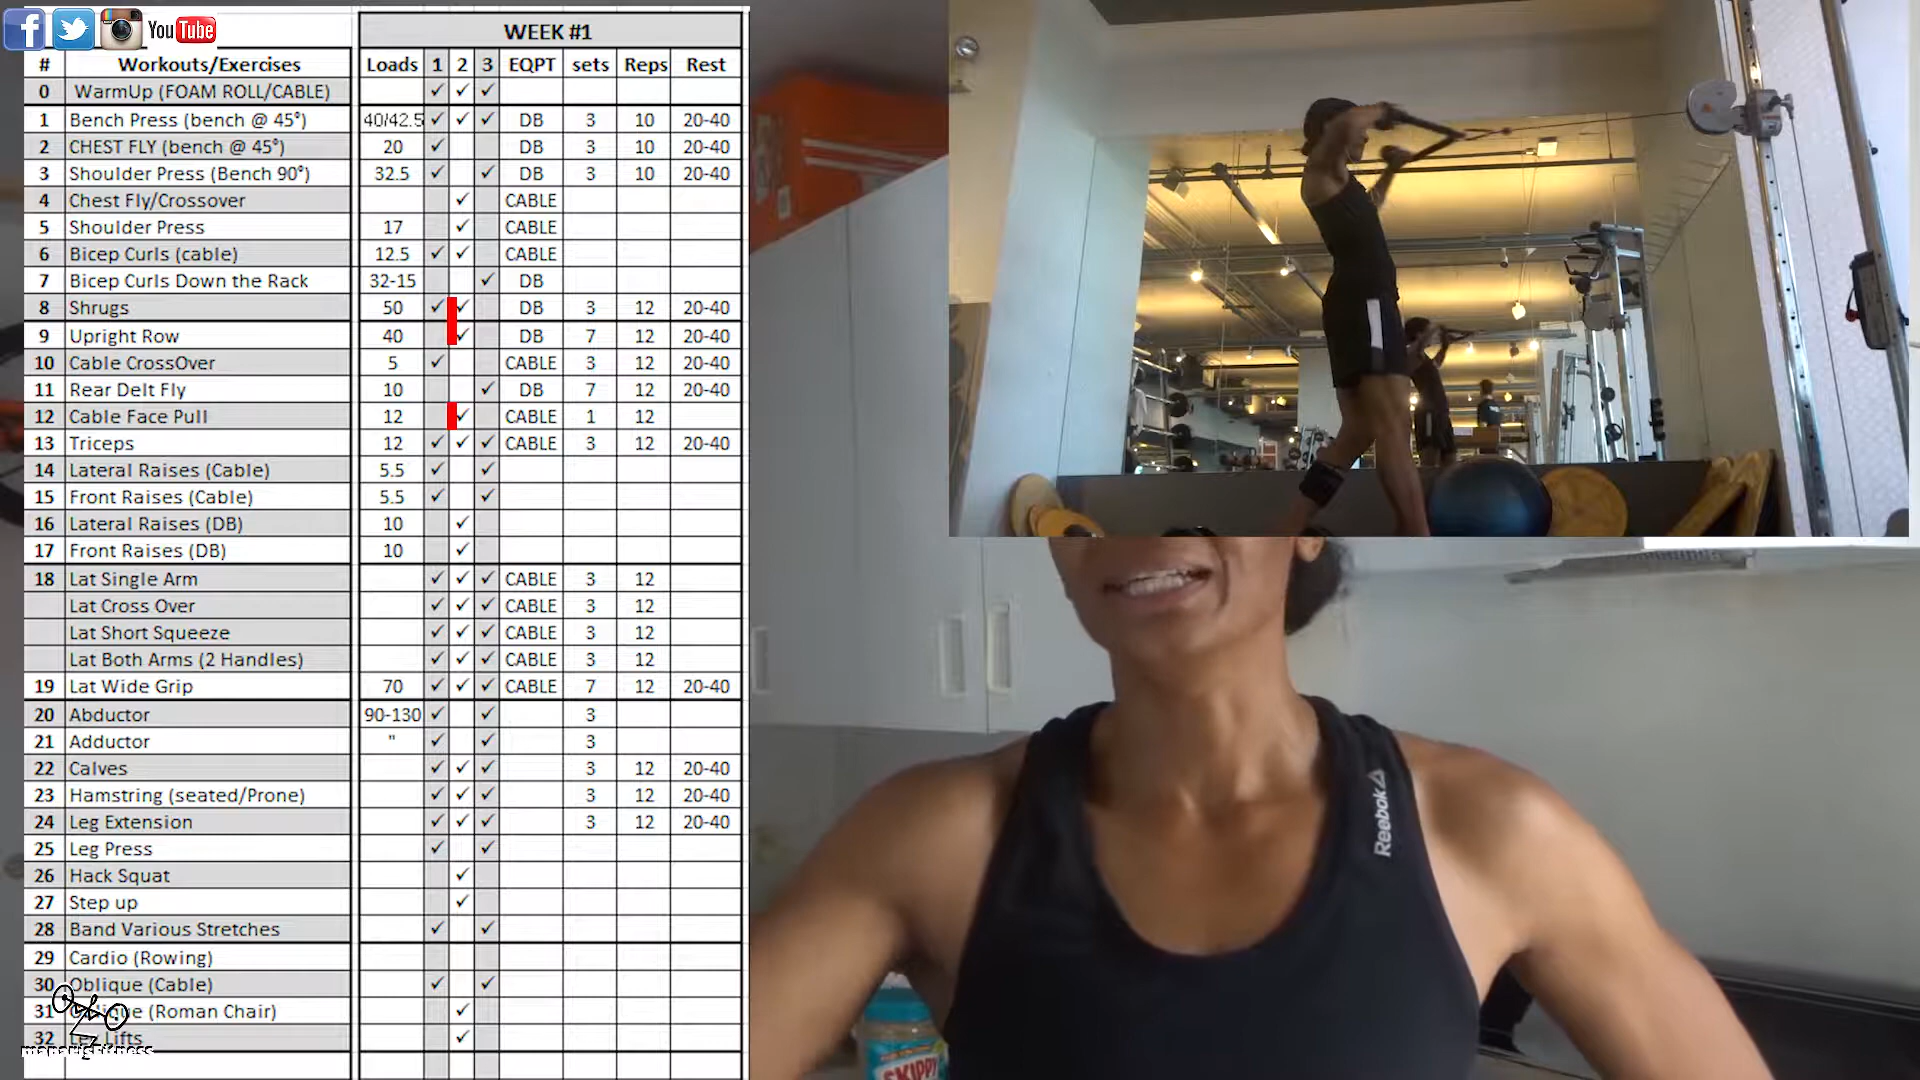 You Tube
WEEK #1
# Workouts/Exercises Loads 1 2 3 EQPT sets Reps Rest
0 WarmUp (FOAM ROLL/CABLE) ✓ ✓ ✓
1 Bench Press (bench @ 45°) 40/42.5 ✓ ✓ ✓ DB 3 10 20-40
2 CHEST FLY (bench @ 45°) 20 ✓ DB 3 10 20-40
3 Shoulder Press (Bench 90°) 32.5 ✓ ✓ DB 3 10 20-40
4 Chest Fly/Crossover ✓ CABLE
5 Shoulder Press 17 ✓ CABLE
6 Bicep Curls (cable) 12.5 ✓ ✓ CABLE
7 Bicep Curls Down the Rack 32-15 ✓ DB
8 Shrugs 50 ✓ ✓ DB 3 12 20-40
9 Upright Row 40 ✓ DB 7 12 20-40
10 Cable CrossOver 5 ✓ CABLE 3 12 20-40
11 Rear Delt Fly 10 ✓ DB 7 12 20-40
12 Cable Face Pull 12 ✓ CABLE 1 12
13 Triceps 12 ✓ ✓ ✓ CABLE 3 12 20-40
14 Lateral Raises (Cable) 5.5 ✓ ✓
15 Front Raises (Cable) 5.5 ✓ ✓
16 Lateral Raises (DB) 10 ✓
17 Front Raises (DB) 10 ✓
18 Lat Single Arm ✓ ✓ ✓ CABLE 3 12
Lat Cross Over ✓ ✓ ✓ CABLE 3 12
Lat Short Squeeze ✓ ✓ ✓ CABLE 3 12
Lat Both Arms (2 Handles) ✓ ✓ ✓ CABLE 3 12
19 Lat Wide Grip 70 ✓ ✓ ✓ CABLE 7 12 20-40
20 Abductor 90-130 ✓ ✓ 3
21 Adductor " ✓ ✓ 3
22 Calves ✓ ✓ ✓ 3 12 20-40
23 Hamstring (seated/Prone) ✓ ✓ ✓ 3 12 20-40
24 Leg Extension ✓ ✓ ✓ 3 12 20-40
25 Leg Press ✓ ✓
26 Hack Squat ✓
27 Step up ✓
28 Band Various Stretches ✓ ✓
29 Cardio (Rowing)
30 Oblique (Cable) ✓ ✓
31 Oblique (Roman Chair) ✓
32 Leg Lifts ✓
Reebok
SKIPPY